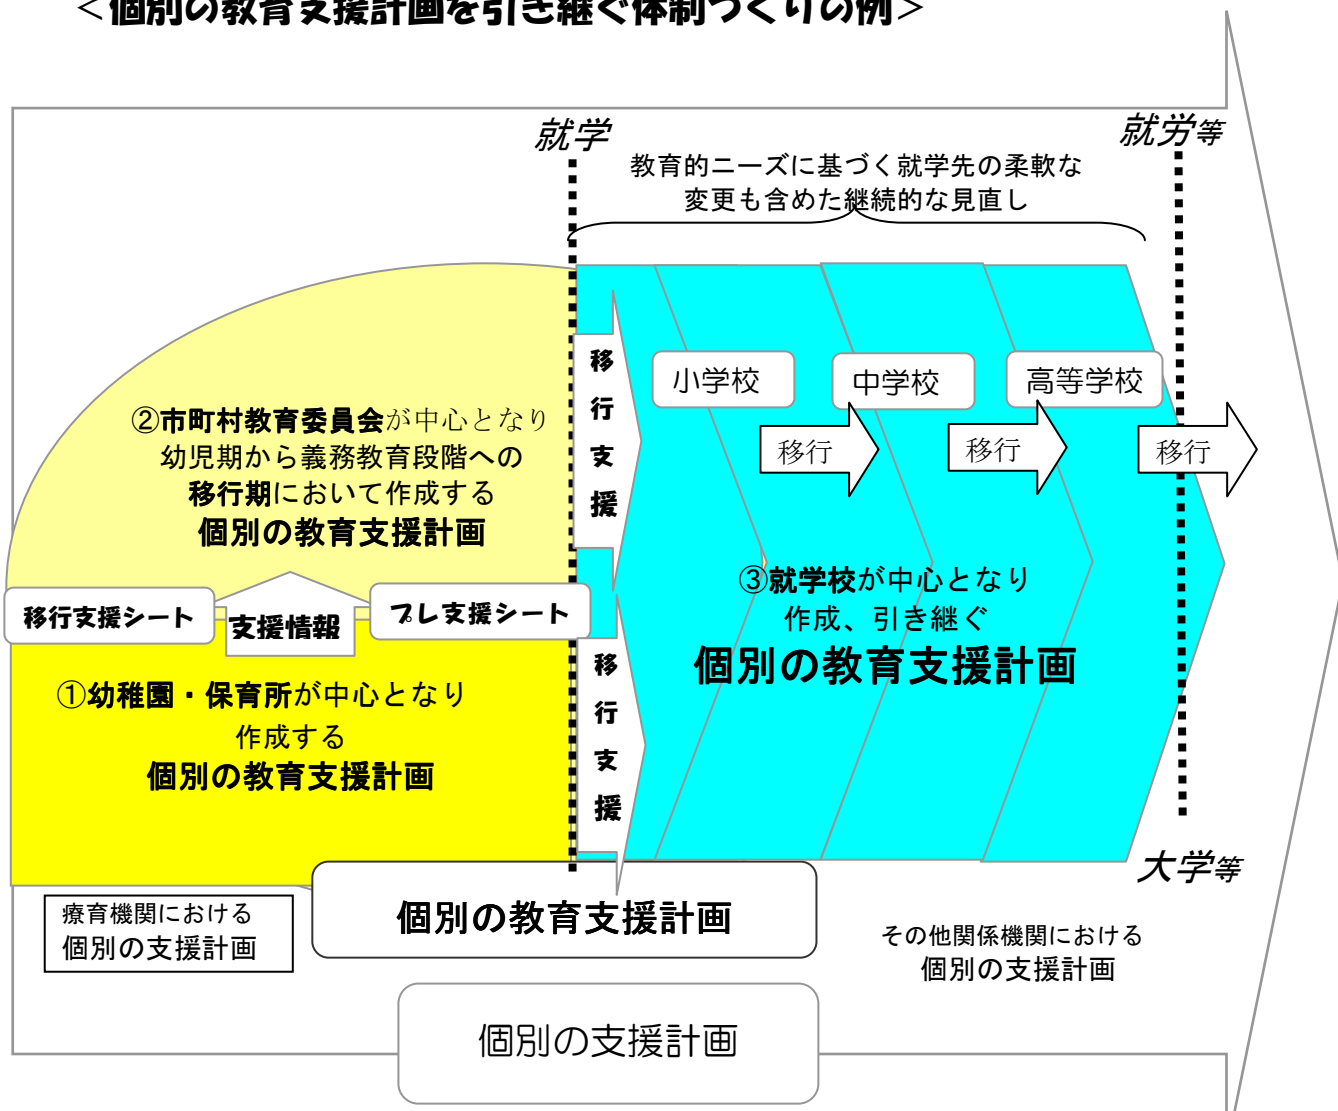 ＜個別の教育支援計画を引き継ぐ体制づくりの例＞
就学
就労等
教育的ニーズに基づく就学先の柔軟な
変更も含めた継続的な見直し
移行支援
小学校
中学校
高等学校
移行
移行
移行
②市町村教育委員会が中心となり
幼児期から義務教育段階への
移行期において作成する
個別の教育支援計画
移行支援シート
支援情報
プレ支援シート
③就学校が中心となり
作成、引き継ぐ
個別の教育支援計画
①幼稚園・保育所が中心となり
作成する
個別の教育支援計画
移行支援
大学等
療育機関における
個別の支援計画
個別の教育支援計画
その他関係機関における
個別の支援計画
個別の支援計画